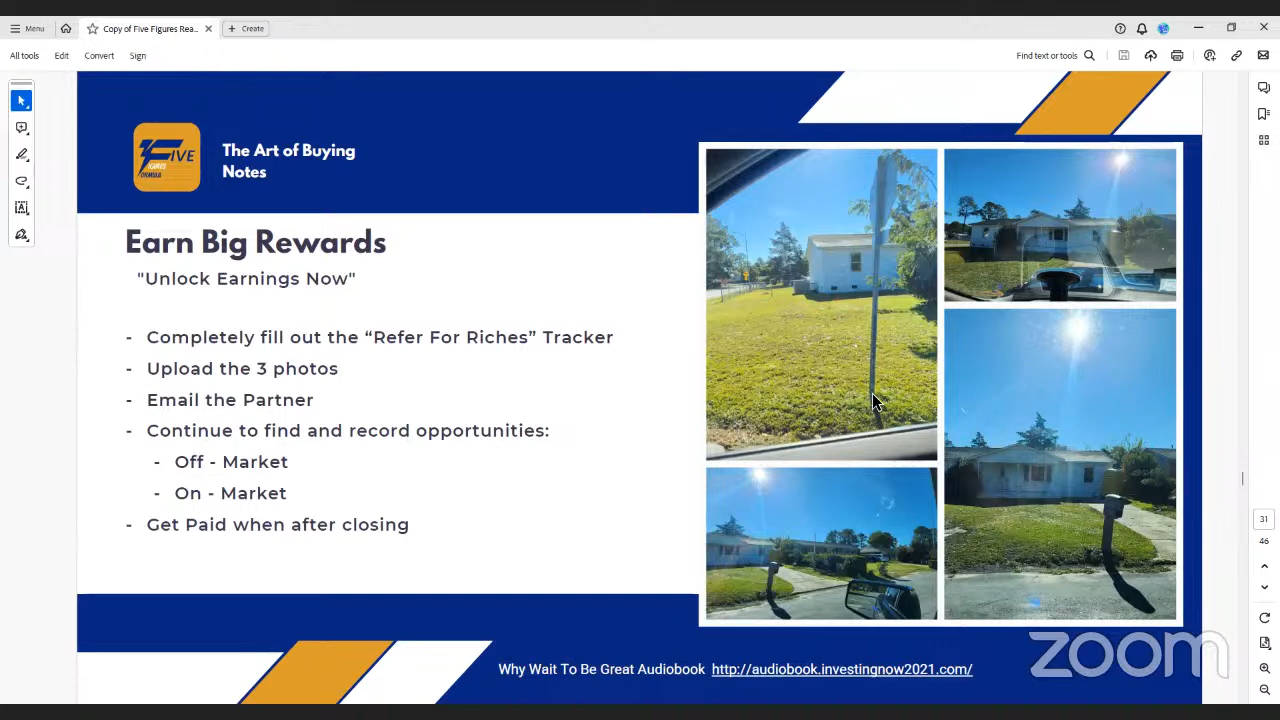 Menu
Copy of Five Figures Rea...
Create
All tools
Edit
Convert
Sign
Find text or tools
FIVE
IGURES
ORMULA
The Art of Buying
Notes
Earn Big Rewards
"Unlock Earnings Now"
- Completely fill out the “Refer For Riches” Tracker
- Upload the 3 photos
- Email the Partner
- Continue to find and record opportunities:
- Off - Market
- On - Market
- Get Paid when after closing
31
46
Why Wait To Be Great Audiobook http://audiobook.investingnow2021.com/
zoom